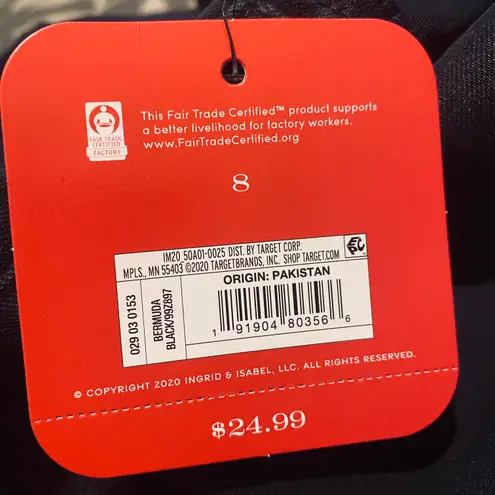 This Fair Trade Certified™ product supports
a better livelihood for factory workers.
www.FairTradeCertified.org
FAIR TRADE
CERTIFIED
FACTORY
8
IM20 50A01-0025 DIST. BY TARGET CORP.
MPLS., MN 55403 ©2020 TARGETBRANDS, INC. SHOP TARGET.COM
029 03 0153
BERMUDA
BLACK/99Z897
ORIGIN: PAKISTAN
1 91904 80356 6
© COPYRIGHT 2020 INGRID & ISABEL, LLC. ALL RIGHTS RESERVED.
$24.99